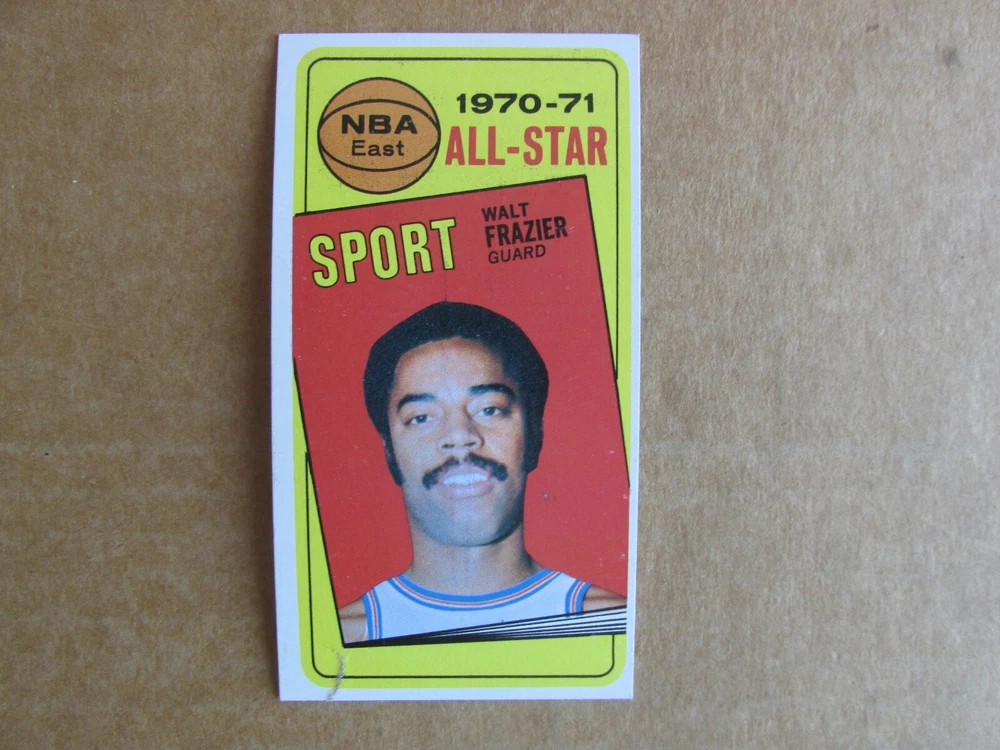 NBA
East
1970-71
ALL-STAR
SPORT
WALT
FRAZIER
GUARD